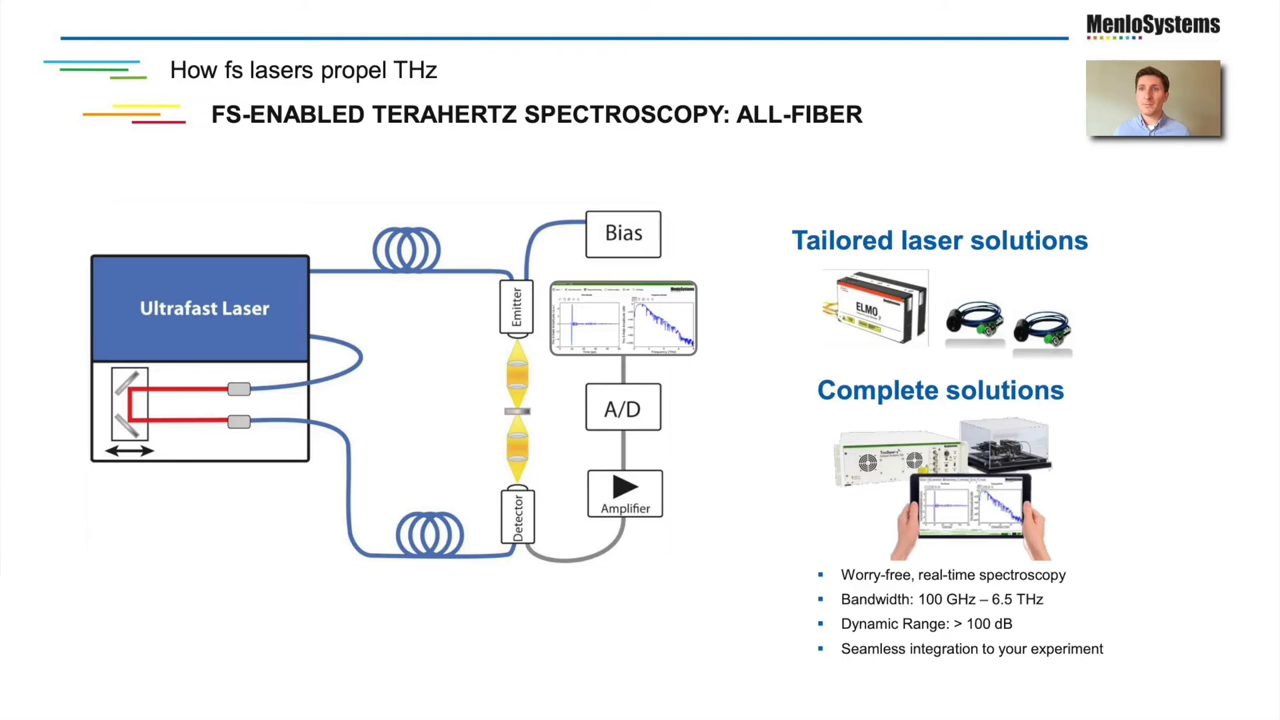 MenloSystems
How fs lasers propel THz
FS-ENABLED TERAHERTZ SPECTROSCOPY: ALL-FIBER
Ultrafast Laser
Bias
Emitter
A/D
Amplifier
Detector
Tailored laser solutions
ELMO
Complete solutions
Worry-free, real-time spectroscopy
Bandwidth: 100 GHz – 6.5 THz
Dynamic Range: > 100 dB
Seamless integration to your experiment